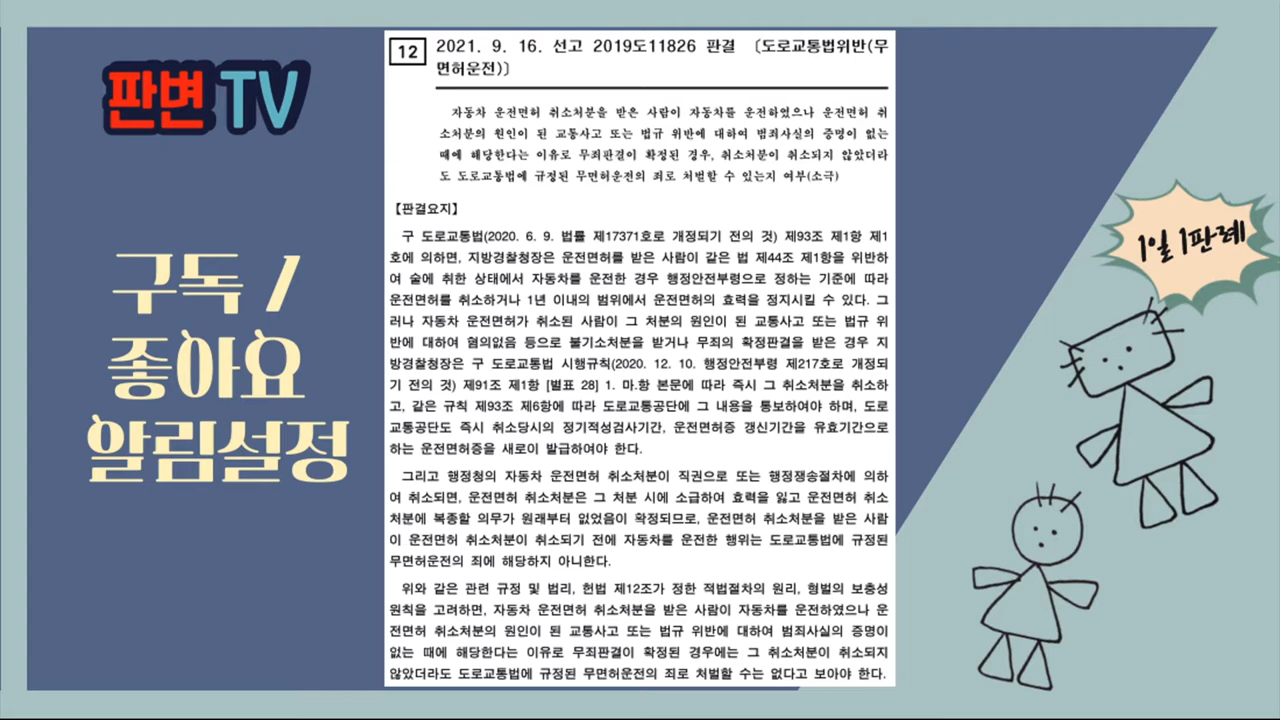 판변 TV
구독 /
좋아요
알림설정
12
2021. 9. 16. 선고 2019도11826 판결 〔도로교통법위반(무
면허운전)〕
자동차 운전면허 취소처분을 받은 사람이 자동차를 운전하였으나 운전면허 취
소처분의 원인이 된 교통사고 또는 법규 위반에 대하여 범죄사실의 증명이 없는
때에 해당한다는 이유로 무죄판결이 확정된 경우, 취소처분이 취소되지 않았더라
도 도로교통법에 규정된 무면허운전의 죄로 처벌할 수 있는지 여부(소극)
【판결요지】
구 도로교통법(2020. 6. 9. 법률 제17371호로 개정되기 전의 것) 제93조 제1항 제1
호에 의하면, 지방경찰청장은 운전면허를 받은 사람이 같은 법 제44조 제1항을 위반하
여 술에 취한 상태에서 자동차를 운전한 경우 행정안전부령으로 정하는 기준에 따라
운전면허를 취소하거나 1년 이내의 범위에서 운전면허의 효력을 정지시킬 수 있다. 그
러나 자동차 운전면허가 취소된 사람이 그 처분의 원인이 된 교통사고 또는 법규 위
반에 대하여 혐의없음 등으로 불기소처분을 받거나 무죄의 확정판결을 받은 경우 지
방경찰청장은 구 도로교통법 시행규칙(2020. 12. 10. 행정안전부령 제217호로 개정되
기 전의 것) 제91조 제1항 [별표 28] 1. 마.항 본문에 따라 즉시 그 취소처분을 취소하
고, 같은 규칙 제93조 제6항에 따라 도로교통공단에 그 내용을 통보하여야 하며, 도로
교통공단도 즉시 취소당시의 정기적성검사기간, 운전면허증 갱신기간을 유효기간으로
하는 운전면허증을 새로이 발급하여야 한다.
그리고 행정청의 자동차 운전면허 취소처분이 직권으로 또는 행정쟁송절차에 의하
여 취소되면, 운전면허 취소처분은 그 처분 시에 소급하여 효력을 잃고 운전면허 취소
처분에 복종할 의무가 원래부터 없었음이 확정되므로, 운전면허 취소처분을 받은 사람
이 운전면허 취소처분이 취소되기 전에 자동차를 운전한 행위는 도로교통법에 규정된
무면허운전의 죄에 해당하지 아니한다.
위와 같은 관련 규정 및 법리, 헌법 제12조가 정한 적법절차의 원리, 형벌의 보충성
원칙을 고려하면, 자동차 운전면허 취소처분을 받은 사람이 자동차를 운전하였으나 운
전면허 취소처분의 원인이 된 교통사고 또는 법규 위반에 대하여 범죄사실의 증명이
없는 때에 해당한다는 이유로 무죄판결이 확정된 경우에는 그 취소처분이 취소되지
않았더라도 도로교통법에 규정된 무면허운전의 죄로 처벌할 수는 없다고 보아야 한다.
1일 1판례